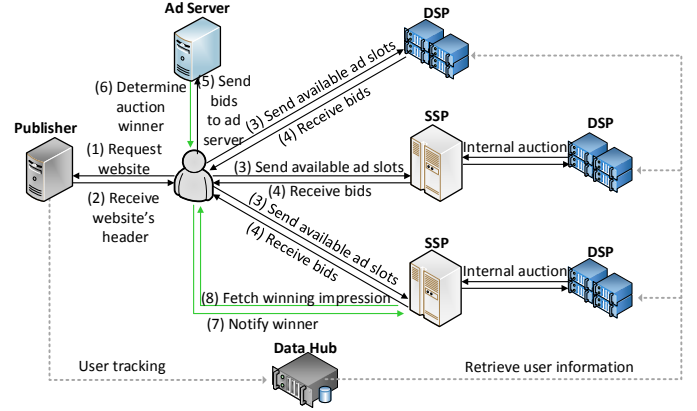 Ad Server
DSP
(6) Determine
auction
winner
(5) Send
bids
to ad
server
(3) Send available ad slots
(4) Receive bids
Publisher
(1) Request
website
(2) Receive
website's
header
SSP
DSP
(3) Send available ad slots
(4) Receive bids
Internal auction
(3) Send available ad slots
(4) Receive bids
SSP
DSP
Internal auction
(8) Fetch winning impression
(7) Notify winner
Data Hub
User tracking
Retrieve user information